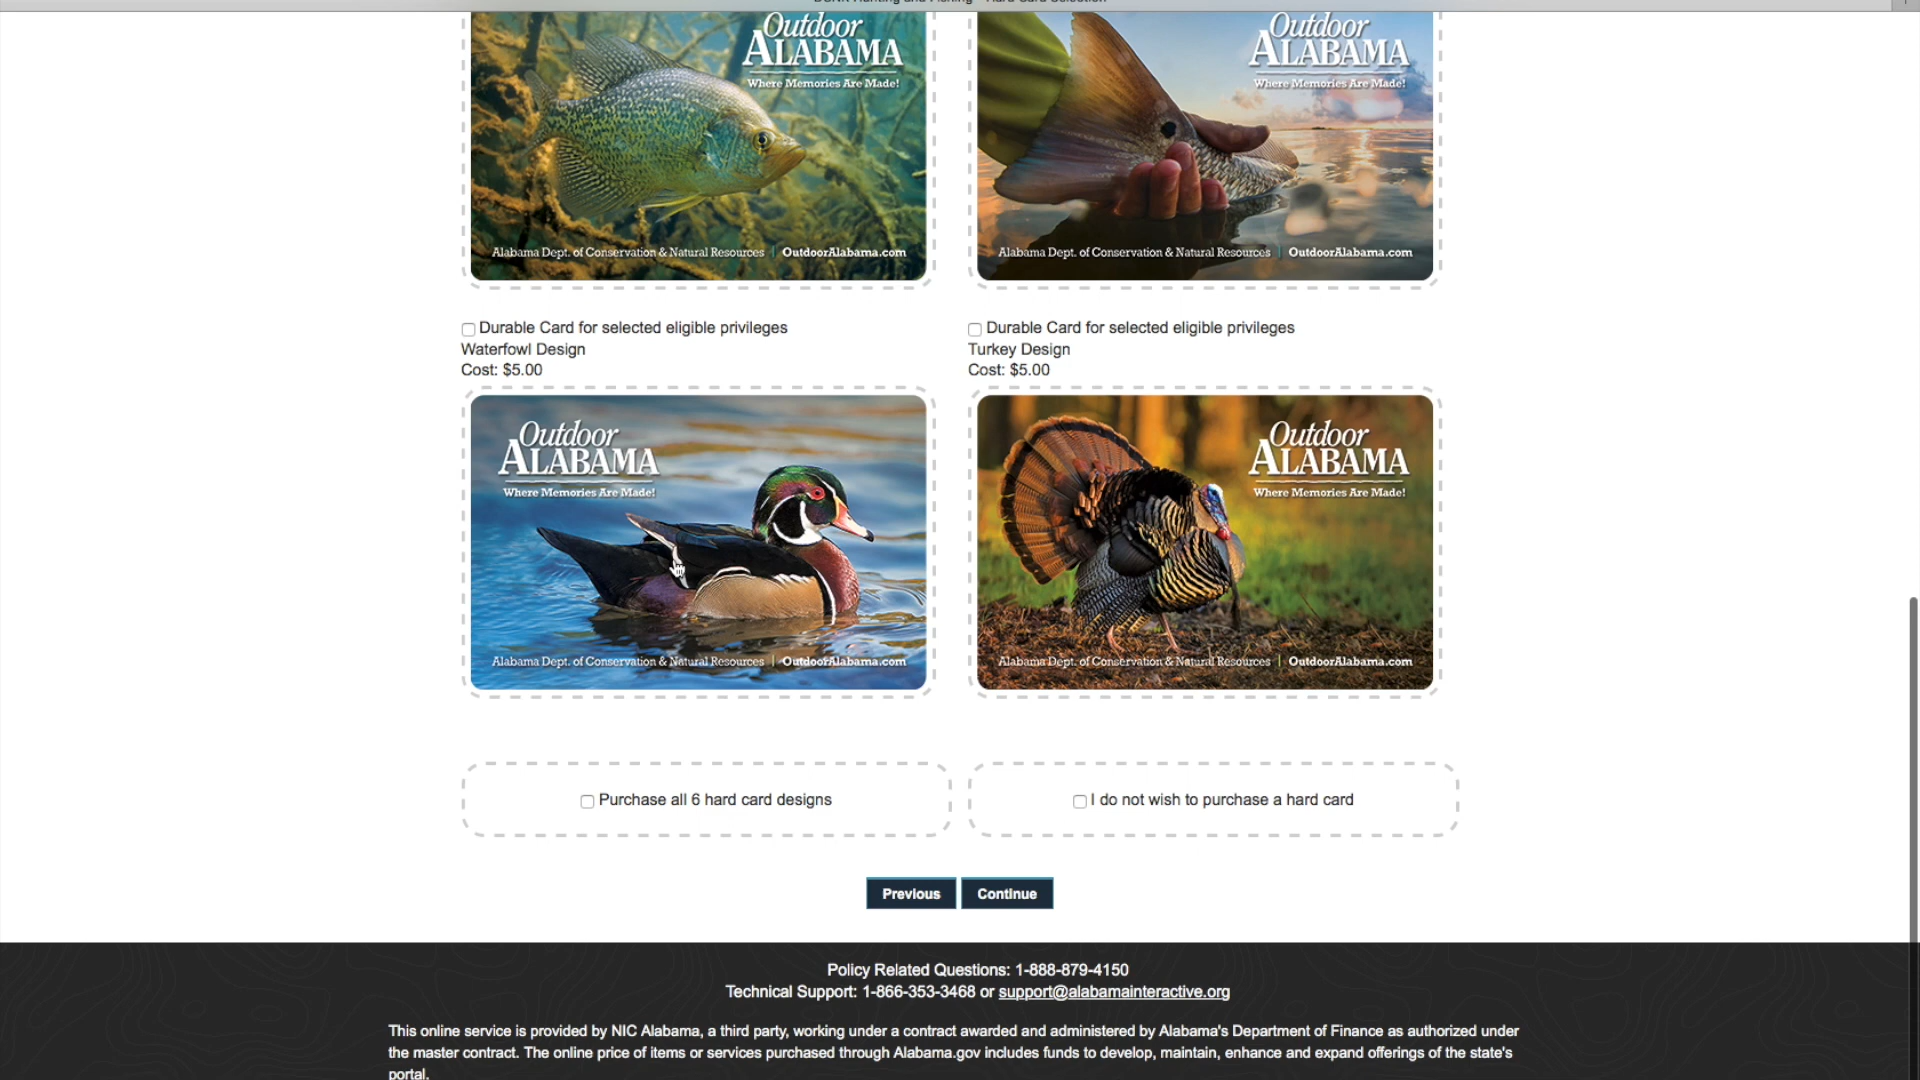 Outdoor
ALABAMA
Where Memories Are Made!
Alabama Dept. of Conservation & Natural Resources | OutdoorAlabama.com
Outdoor
ALABAMA
Where Memories Are Made!
Alabama Dept. of Conservation & Natural Resources | OutdoorAlabama.com
Durable Card for selected eligible privileges
Waterfowl Design
Cost: $5.00
Durable Card for selected eligible privileges
Turkey Design
Cost: $5.00
Outdoor
ALABAMA
Where Memories Are Made!
Alabama Dept. of Conservation & Natural Resources | OutdoorAlabama.com
Outdoor
ALABAMA
Where Memories Are Made!
Alabama Dept. of Conservation & Natural Resources | OutdoorAlabama.com
Purchase all 6 hard card designs
I do not wish to purchase a hard card
Previous
Continue
Policy Related Questions: 1-888-879-4150
Technical Support: 1-866-353-3468 or support@alabamainteractive.org
This online service is provided by NIC Alabama, a third party, working under a contract awarded and administered by Alabama's Department of Finance as authorized under
the master contract. The online price of items or services purchased through Alabama.gov includes funds to develop, maintain, enhance and expand offerings of the state's
portal.